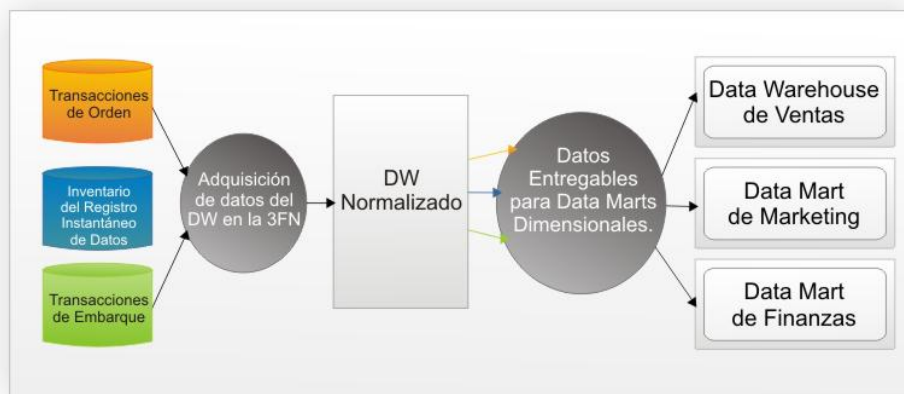 Transacciones
de Orden
Inventario
del Registro
Instantáneo
de Datos
Transacciones
de Embarque
Adquisición
de datos del
DW en la 3FN
DW
Normalizado
Datos
Entregables
para Data Marts
Dimensionales.
Data Warehouse
de Ventas
Data Mart
de Marketing
Data Mart
de Finanzas